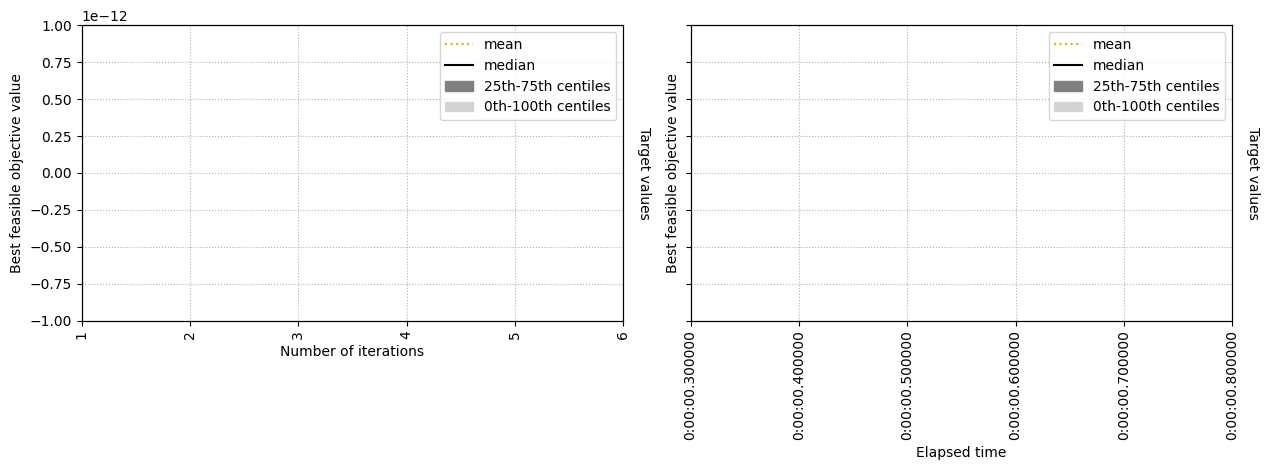 1e−12
1.00
0.75
0.50
0.25
0.00
−0.25
−0.50
−0.75
−1.00
Best feasible objective value
mean
median
25th-75th centiles
0th-100th centiles
Target values
1
2
3
4
5
6
Number of iterations
Best feasible objective value
mean
median
25th-75th centiles
0th-100th centiles
Target values
0:00:00.300000
0:00:00.400000
0:00:00.500000
0:00:00.600000
0:00:00.700000
0:00:00.800000
Elapsed time